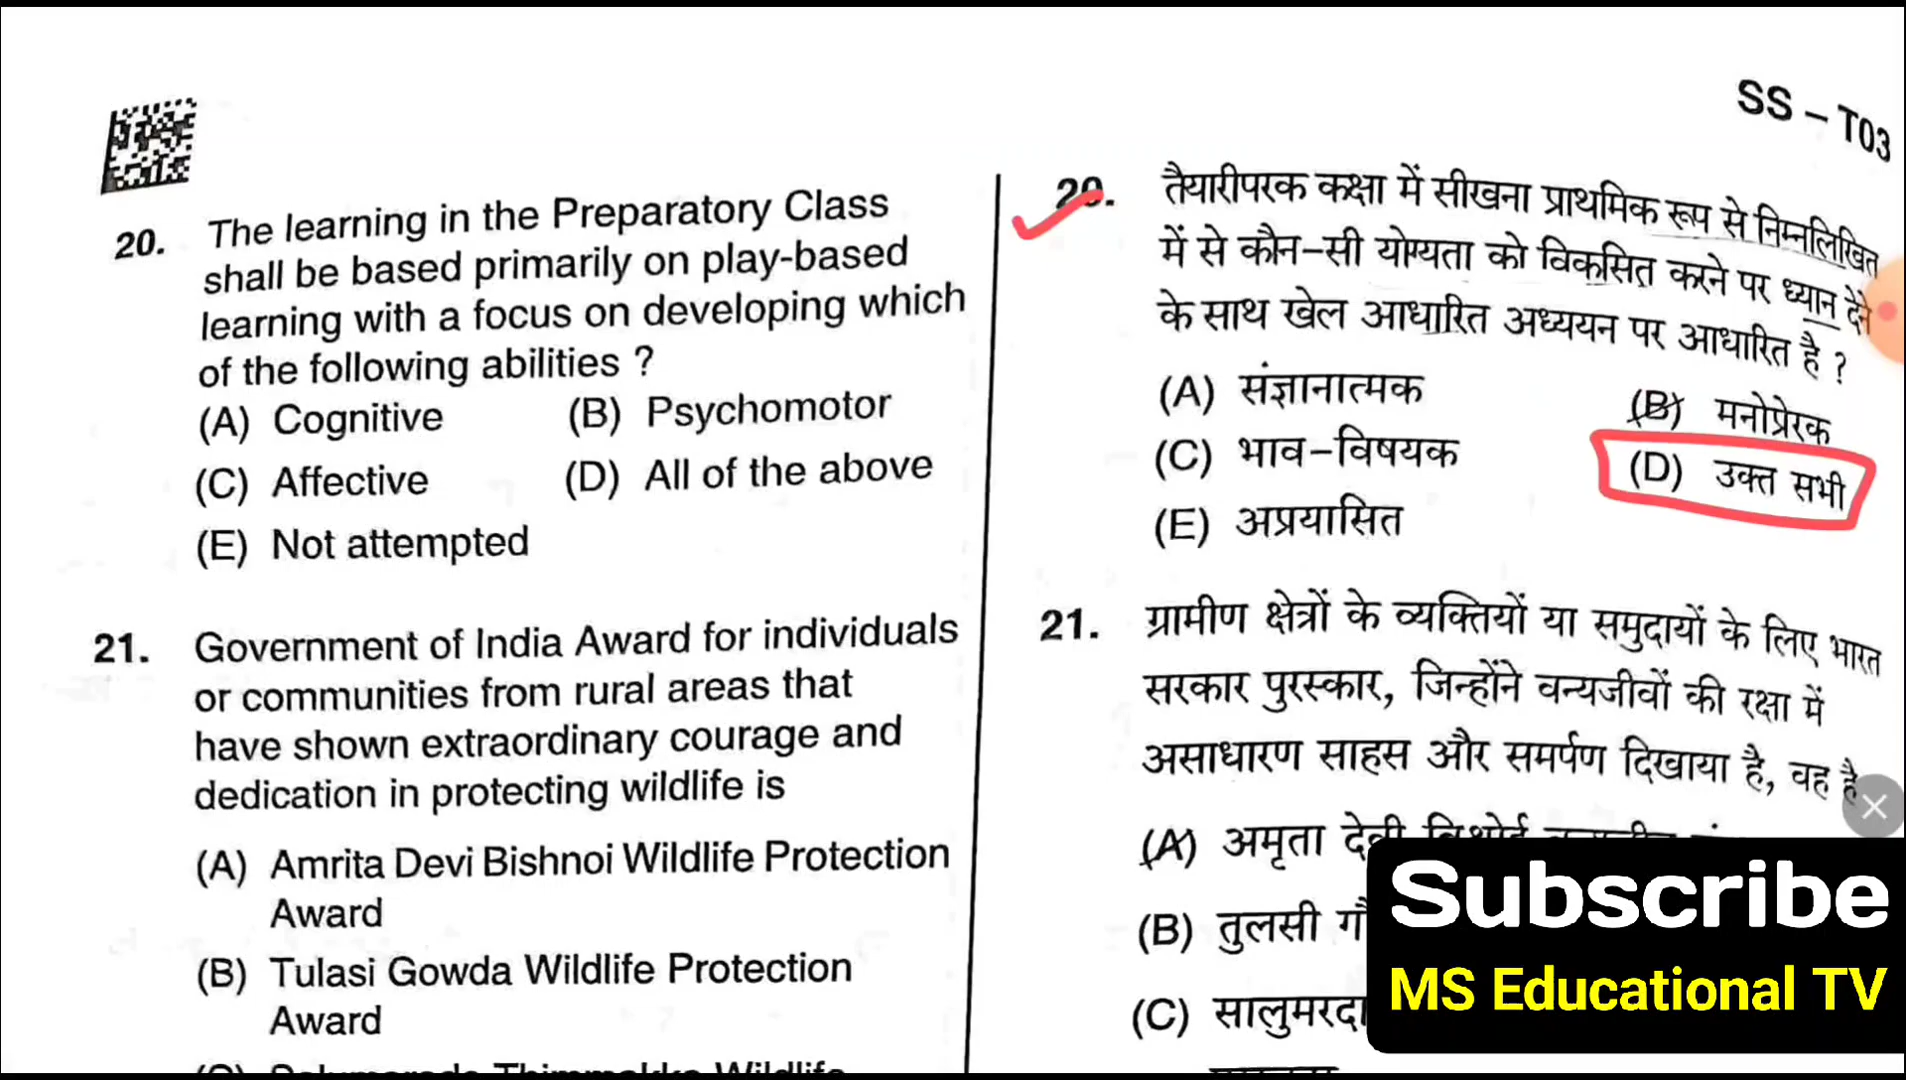 SS – T03
20. The learning in the Preparatory Class
shall be based primarily on play-based
learning with a focus on developing which
of the following abilities ?
(A) Cognitive (B) Psychomotor
(C) Affective (D) All of the above
(E) Not attempted
21. Government of India Award for individuals
or communities from rural areas that
have shown extraordinary courage and
dedication in protecting wildlife is
(A) Amrita Devi Bishnoi Wildlife Protection
Award
(B) Tulasi Gowda Wildlife Protection
Award
20. तैयारीपरक कक्षा में सीखना प्राथमिक रूप से निम्नलिखित
में से कौन-सी योग्यता को विकसित करने पर ध्यान देने
के साथ खेल आधारित अध्ययन पर आधारित है ?
(A) संज्ञानात्मक (B) मनोप्रेरक
(C) भाव-विषयक (D) उक्त सभी
(E) अप्रयासित
21. ग्रामीण क्षेत्रों के व्यक्तियों या समुदायों के लिए भारत
सरकार पुरस्कार, जिन्होंने वन्यजीवों की रक्षा में
असाधारण साहस और समर्पण दिखाया है, वह है
(A) अमृता देवी
(B) तुलसी
(C)
Subscribe
MS Educational TV